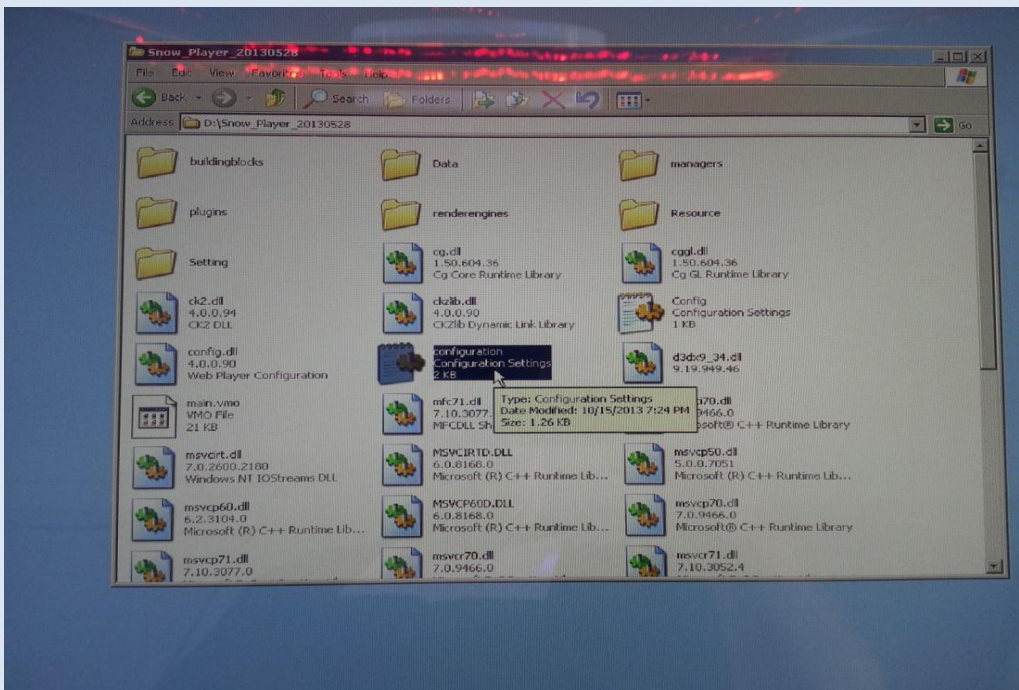 Snow_Player_20130528
File Edit View Favorites Tools Help
Back Search Folders
Address D:\Snow_Player_20130528 Go
buildingblocks
Data
managers
plugins
renderengines
Resource
Setting
cg.dll
1.50.604.36
Cg Core Runtime Library
cggl.dll
1.50.604.36
Cg GL Runtime Library
ck2.dll
4.0.0.94
CK2 DLL
ckzlib.dll
4.0.0.90
CKZlib Dynamic Link Library
Config
Configuration Settings
1 KB
config.dll
4.0.0.90
Web Player Configuration
configuration
Configuration Settings
2 KB
d3dx9_34.dll
9.19.949.46
main.vmo
VMO File
21 KB
mfc71.dll
7.10.3077.
MFCDLL Sh
Type: Configuration Settings
Date Modified: 10/15/2013 7:24 PM
Size: 1.26 KB
i70.dll
9466.0
osoft® C++ Runtime Library
msvcirt.dll
7.0.2600.2180
Windows NT IOStreams DLL
MSVCIRTD.DLL
6.0.8168.0
Microsoft (R) C++ Runtime Lib...
msvcp50.dll
5.0.0.7051
Microsoft (R) C++ Runtime Lib...
msvcp60.dll
6.2.3104.0
Microsoft (R) C++ Runtime Lib...
MSVCP60D.DLL
6.0.8168.0
Microsoft (R) C++ Runtime Lib...
msvcp70.dll
7.0.9466.0
Microsoft® C++ Runtime Library
msvcp71.dll
7.10.3077.0
msvcr70.dll
7.0.9466.0
msvcr71.dll
7.10.3052.4